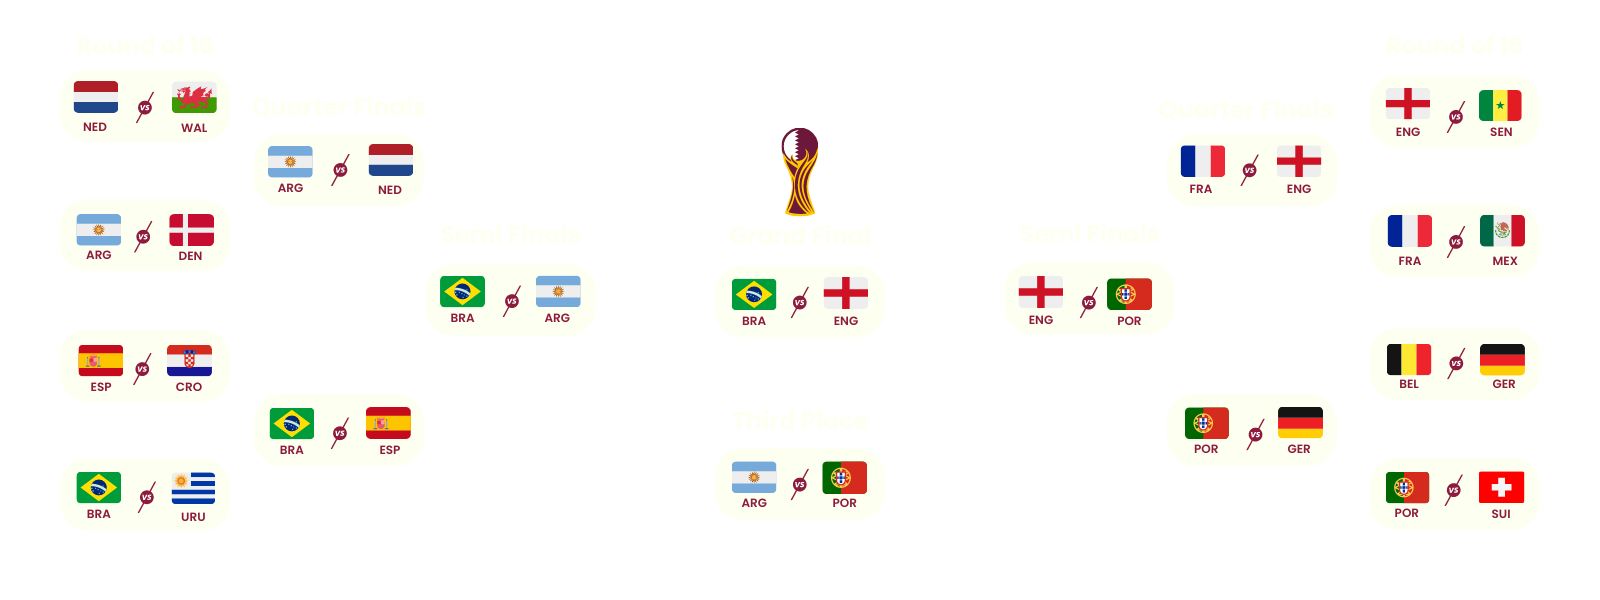 Round of 16
NED VS WAL
ARG VS DEN
ESP VS CRO
BRA VS URU
Quarter Finals
ARG VS NED
BRA VS ESP
Semi Finals
BRA VS ARG
Grand Final
BRA VS ENG
Third Place
ARG VS POR
Semi Finals
ENG VS POR
Quarter Finals
FRA VS ENG
POR VS GER
Round of 16
ENG VS SEN
FRA VS MEX
BEL VS GER
POR VS SUI